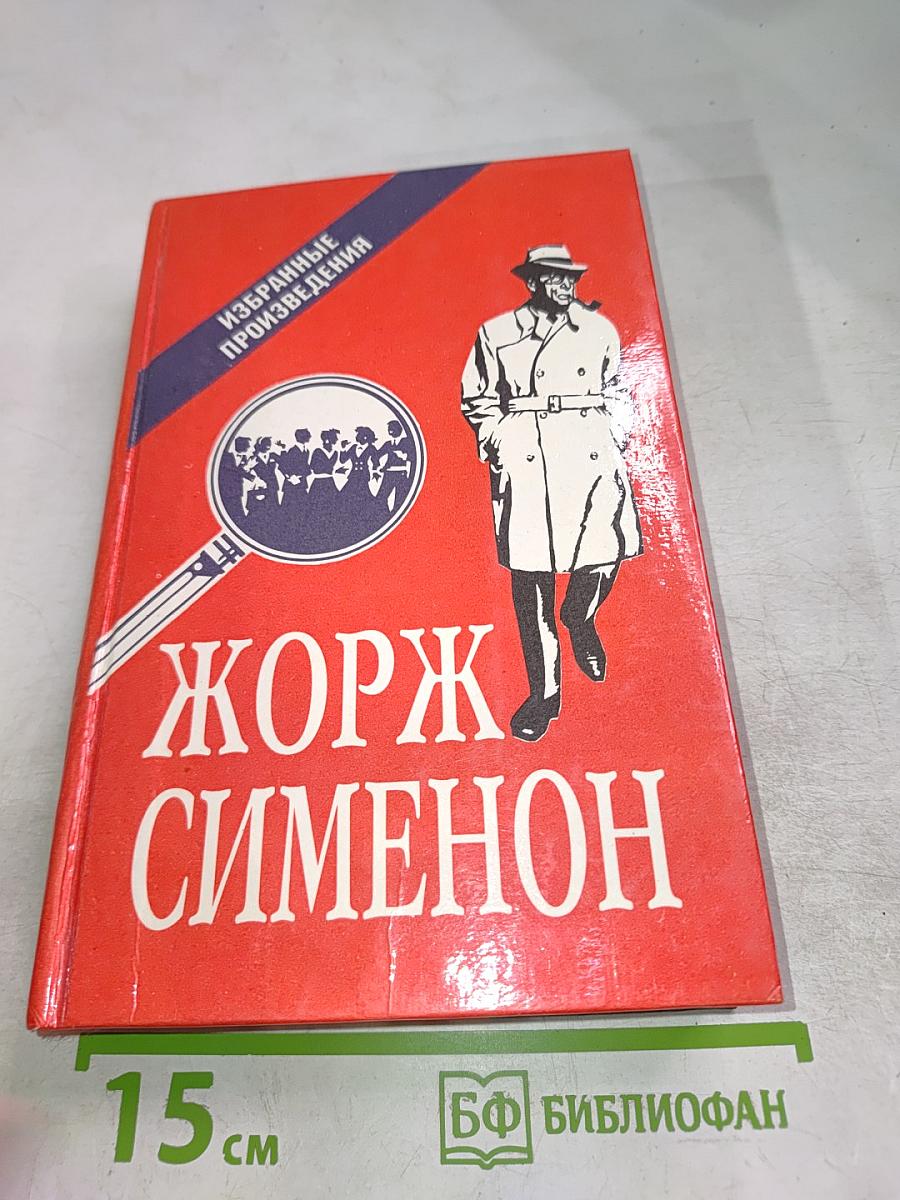 ИЗБРАННЫЕ
ПРОИЗВЕДЕНИЯ
ЖОРЖ
СИМЕНОН
15 см
БФ БИБЛИОФАН